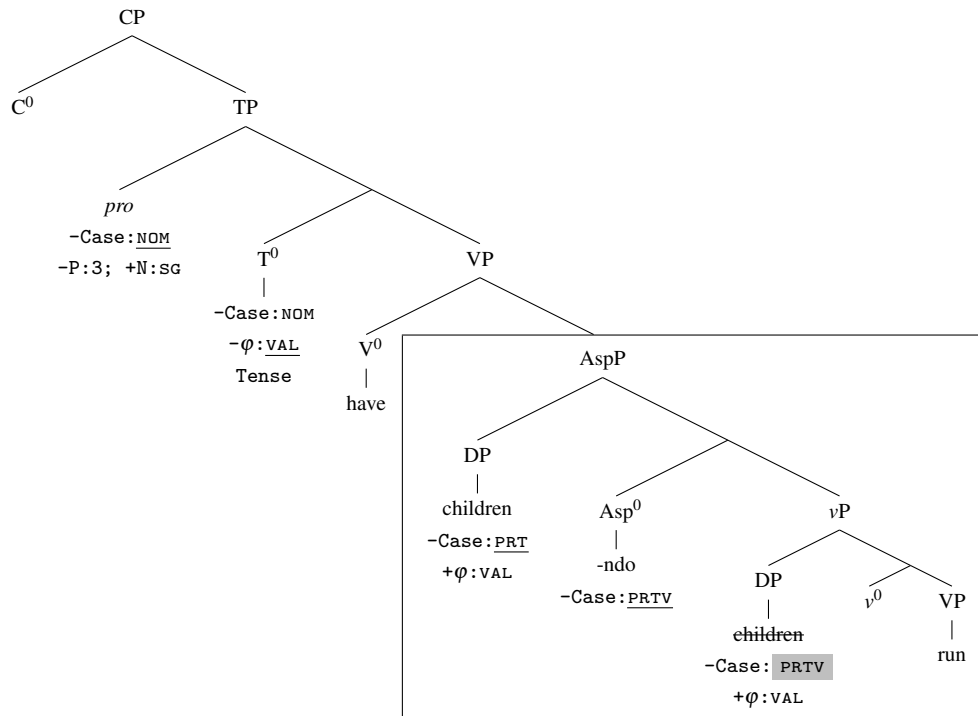 CP
C⁰ TP
pro
-Case:NOM
-P:3; +N:SG
T⁰ VP
-Case:NOM
-φ:VAL
Tense
V⁰
have
AspP
DP
children
-Case:PRT
+φ:VAL
Asp⁰
-ndo
-Case:PRTV
vP
DP
children
-Case: PRTV
+φ:VAL
v⁰ VP
run